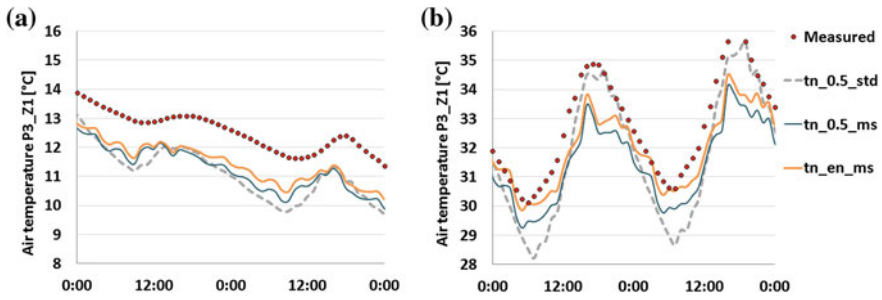 (a)
Air temperature P3_Z1 [°C]
16
15
14
13
12
11
10
9
8
0:00 12:00 0:00 12:00 0:00
(b)
Air temperature P3_Z1 [°C]
36
35
34
33
32
31
30
29
28
0:00 12:00 0:00 12:00 0:00
Measured
tn_0.5_std
tn_0.5_ms
tn_en_ms